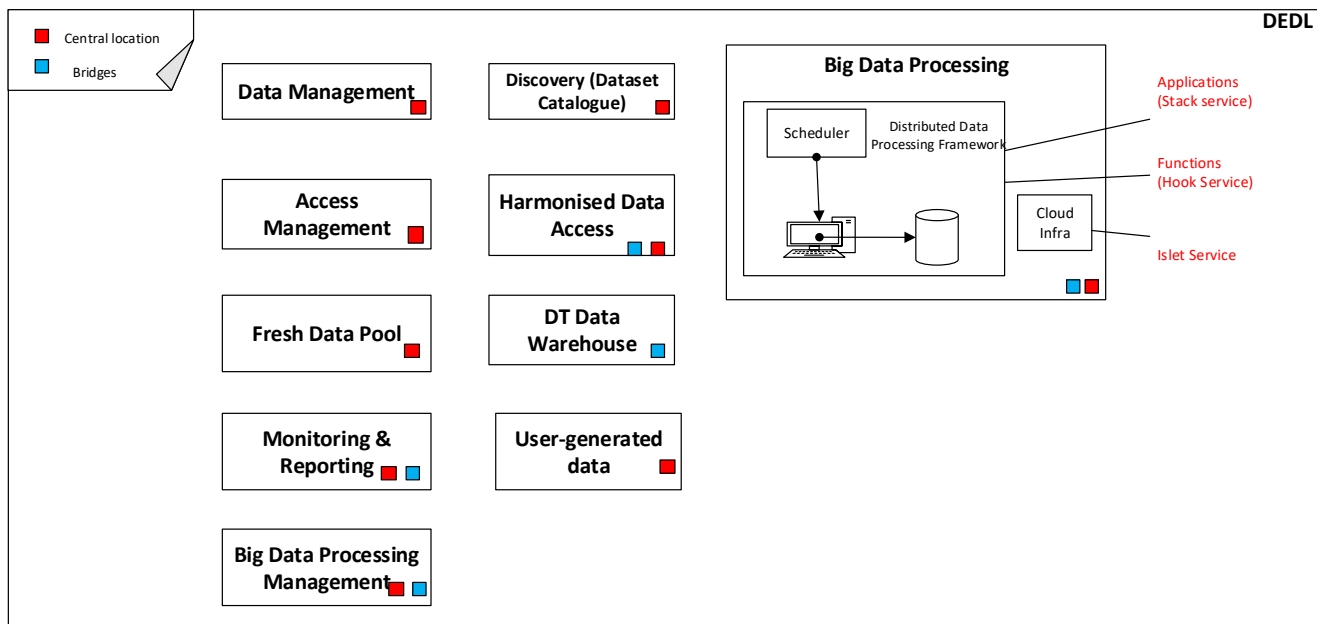 DEDL
Central location
Bridges
Data Management
Discovery (Dataset
Catalogue)
Access
Management
Harmonised Data
Access
Fresh Data Pool
DT Data
Warehouse
Monitoring &
Reporting
User-generated
data
Big Data Processing
Management
Big Data Processing
Scheduler
Distributed Data
Processing Framework
Cloud
Infra
Applications
(Stack service)
Functions
(Hook Service)
Islet Service